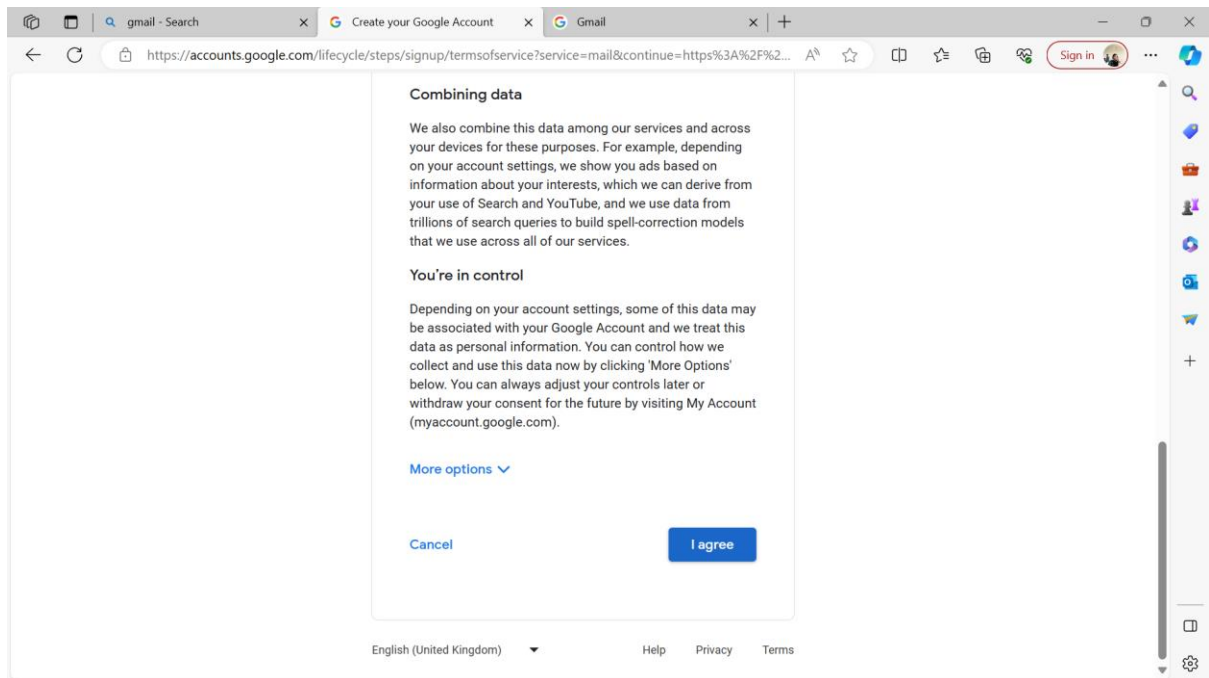 gmail - Search
Create your Google Account
Gmail
https://accounts.google.com/lifecycle/steps/signup/termsofservice?service=mail&continue=https%3A%2F%2...
Sign in
Combining data
We also combine this data among our services and across
your devices for these purposes. For example, depending
on your account settings, we show you ads based on
information about your interests, which we can derive from
your use of Search and YouTube, and we use data from
trillions of search queries to build spell-correction models
that we use across all of our services.
You're in control
Depending on your account settings, some of this data may
be associated with your Google Account and we treat this
data as personal information. You can control how we
collect and use this data now by clicking 'More Options'
below. You can always adjust your controls later or
withdraw your consent for the future by visiting My Account
(myaccount.google.com).
More options
Cancel
I agree
English (United Kingdom)
Help
Privacy
Terms